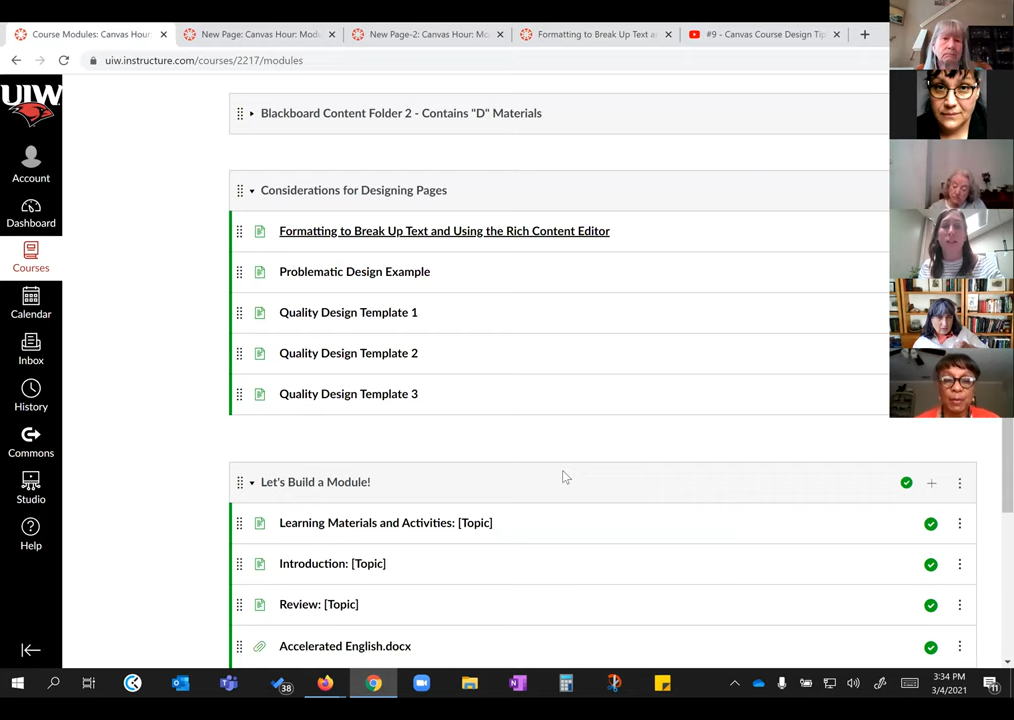 Course Modules: Canvas Hour:
New Page: Canvas Hour: Modu
New Page-2: Canvas Hour: Mo
Formatting to Break Up Text a
#9 - Canvas Course Design Tip
uiw.instructure.com/courses/2217/modules
UIW
Account
Dashboard
Courses
Calendar
Inbox
History
Commons
Studio
Help
Blackboard Content Folder 2 - Contains "D" Materials
Considerations for Designing Pages
Formatting to Break Up Text and Using the Rich Content Editor
Problematic Design Example
Quality Design Template 1
Quality Design Template 2
Quality Design Template 3
Let's Build a Module!
Learning Materials and Activities: [Topic]
Introduction: [Topic]
Review: [Topic]
Accelerated English.docx
38
3:34 PM
3/4/2021
11